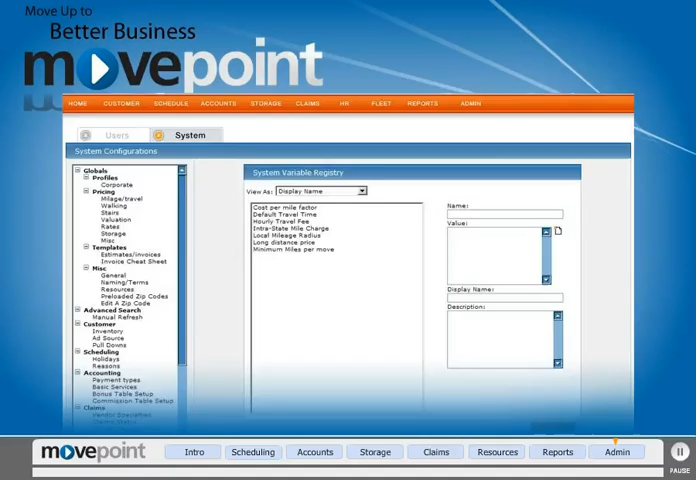 Move Up to
Better Business
movepoint
HOME CUSTOMER SCHEDULE ACCOUNTS STORAGE CLAIMS HR FLEET REPORTS ADMIN
Users System
System Configurations
Globals
Profiles
Corporate
Pricing
Milage/travel
Walking
Stairs
Valuation
Rates
Storage
Misc
Templates
Estimates/invoices
Invoice Cheat Sheet
Misc
General
Naming/Terms
Resources
Preloaded Zip Codes
Edit A Zip Code
Advanced Search
Manual Refresh
Customer
Inventory
Ad Source
Pull Downs
Scheduling
Holidays
Reasons
Accounting
Payment types
Basic Services
Bonus Table Setup
Commission Table Setup
Claims
System Variable Registry
View As: Display Name
Cost per mile factor
Default Travel Time
Hourly Travel Fee
Intra-State Mile Charge
Local Mileage Radius
Long distance price
Minimum Miles per move
Name:
Value:
Display Name:
Description:
movepoint Intro Scheduling Accounts Storage Claims Resources Reports Admin
PAUSE